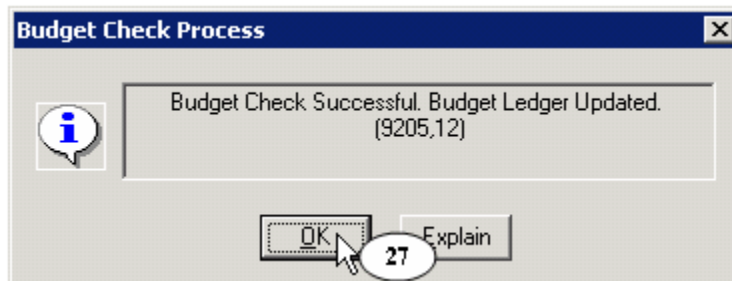 Budget Check Process
Budget Check Successful. Budget Ledger Updated.
(9205,12)
OK
27
Explain